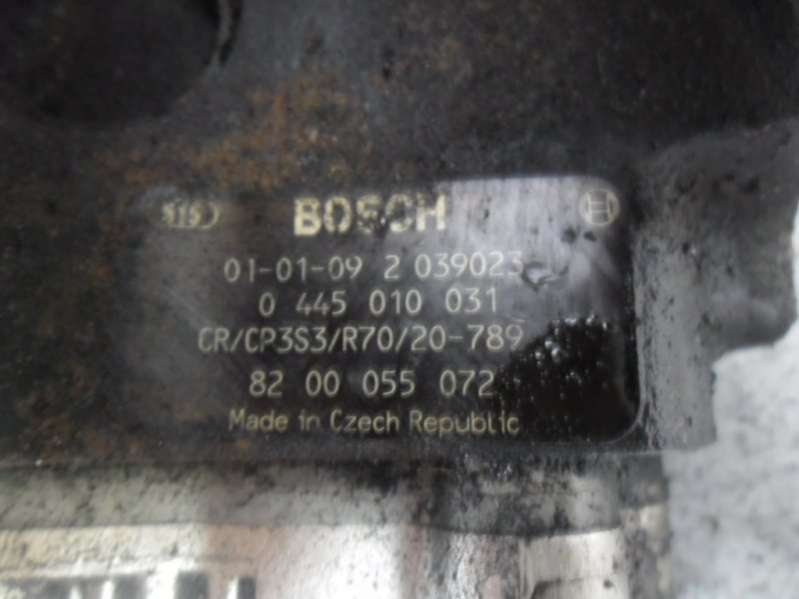 BOSCH
01-01-09 2 039023
0 445 010 031
CR/CP3S3/R70/20-789
82 00 055 072
Made in Czech Republic